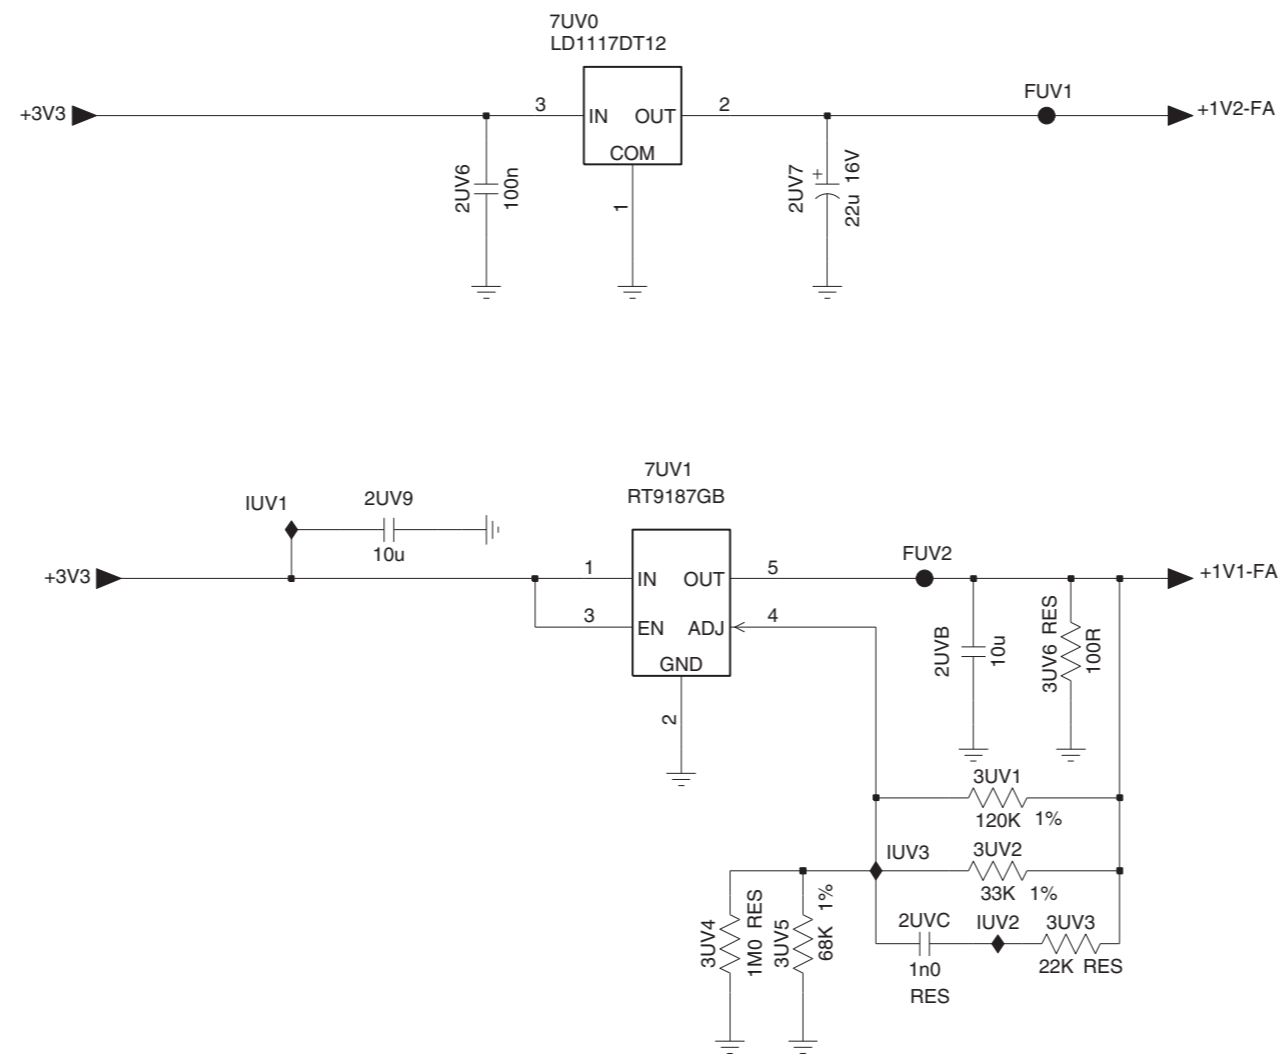 7UV0
LD1117DT12
+3V3
3
IN
OUT
COM
2
FUV1
+1V2-FA
2UV6
100n
1
2UV7
+
22u 16V
7UV1
RT9187GB
IUV1
2UV9
10u
+3V3
1
IN
OUT
5
FUV2
+1V1-FA
3
EN
ADJ
4
GND
2
2UVB
10u
3UV6 RES
100R
3UV1
120K 1%
IUV3
3UV2
33K 1%
3UV4
1M0 RES
3UV5
68K 1%
2UVC
1n0
RES
IUV2
3UV3
22K RES